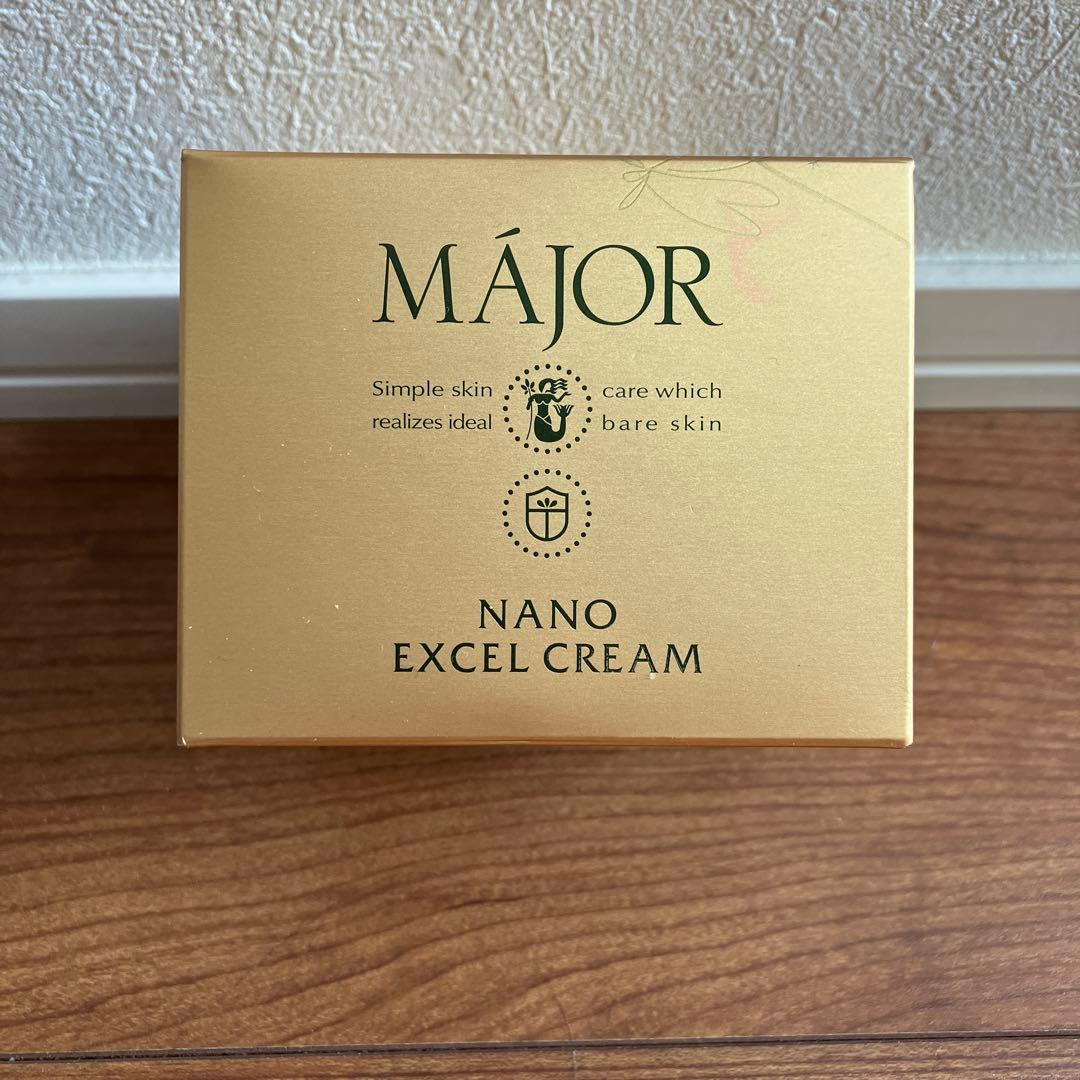 MÁJOR
Simple skin care which
realizes ideal bare skin
NANO
EXCEL CREAM